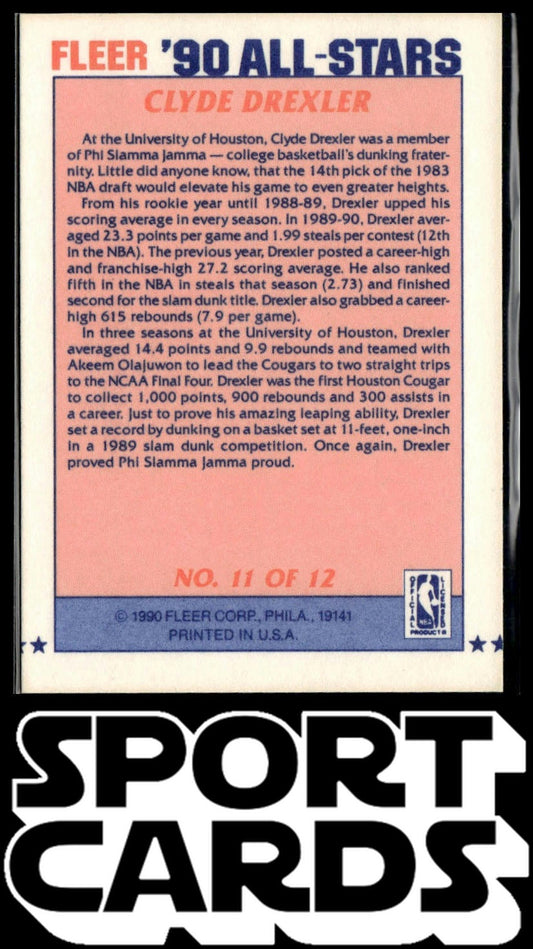 FLEER '90 ALL-STARS
CLYDE DREXLER
At the University of Houston, Clyde Drexler was a member
of Phi Slamma Jamma — college basketball's dunking frater-
nity. Little did anyone know, that the 14th pick of the 1983
NBA draft would elevate his game to even greater heights.
From his rookie year until 1988-89, Drexler upped his
scoring average in every season. In 1989-90, Drexler aver-
aged 23.3 points per game and 1.99 steals per contest (12th
in the NBA). The previous year, Drexler posted a career-high
and franchise-high 27.2 scoring average. He also ranked
fifth in the NBA in steals that season (2.73) and finished
second for the slam dunk title. Drexler also grabbed a career-
high 615 rebounds (7.9 per game).
In three seasons at the University of Houston, Drexler
averaged 14.4 points and 9.9 rebounds and teamed with
Akeem Olajuwon to lead the Cougars to two straight trips
to the NCAA Final Four. Drexler was the first Houston Cougar
to collect 1,000 points, 900 rebounds and 300 assists in
a career. Just to prove his amazing leaping ability, Drexler
set a record by dunking on a basket set at 11-feet, one-inch
in a 1989 slam dunk competition. Once again, Drexler
proved Phi Slamma Jamma proud.
NO. 11 OF 12
© 1990 FLEER CORP., PHILA., 19141
PRINTED IN U.S.A.
OFFICIAL
NBA
LICENSED
PRODUCT®
SPORT
CARDS